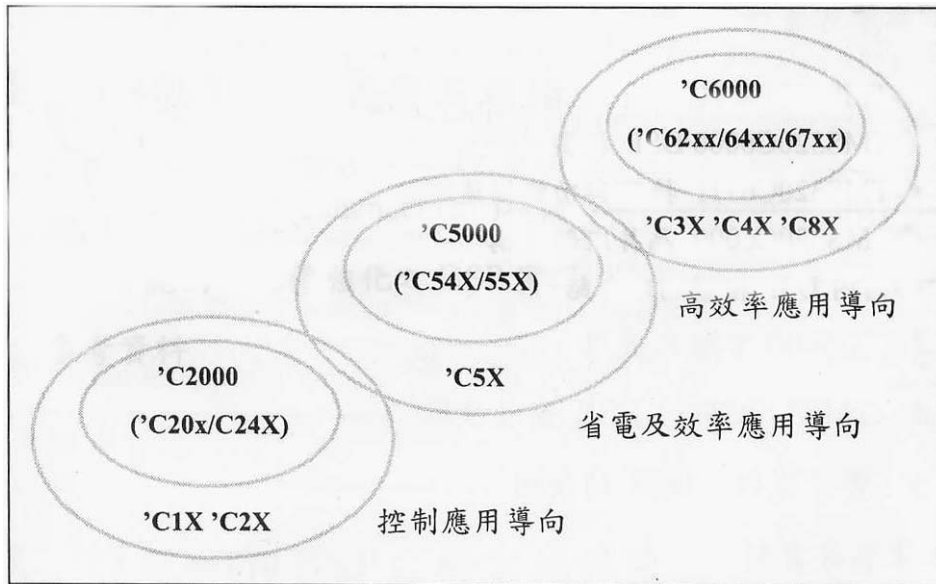 ’C6000
(’C62xx/64xx/67xx)
’C3X ’C4X ’C8X
高效率應用導向
’C5000
(’C54X/55X)
’C5X
省電及效率應用導向
’C2000
(’C20x/C24X)
’C1X ’C2X
控制應用導向